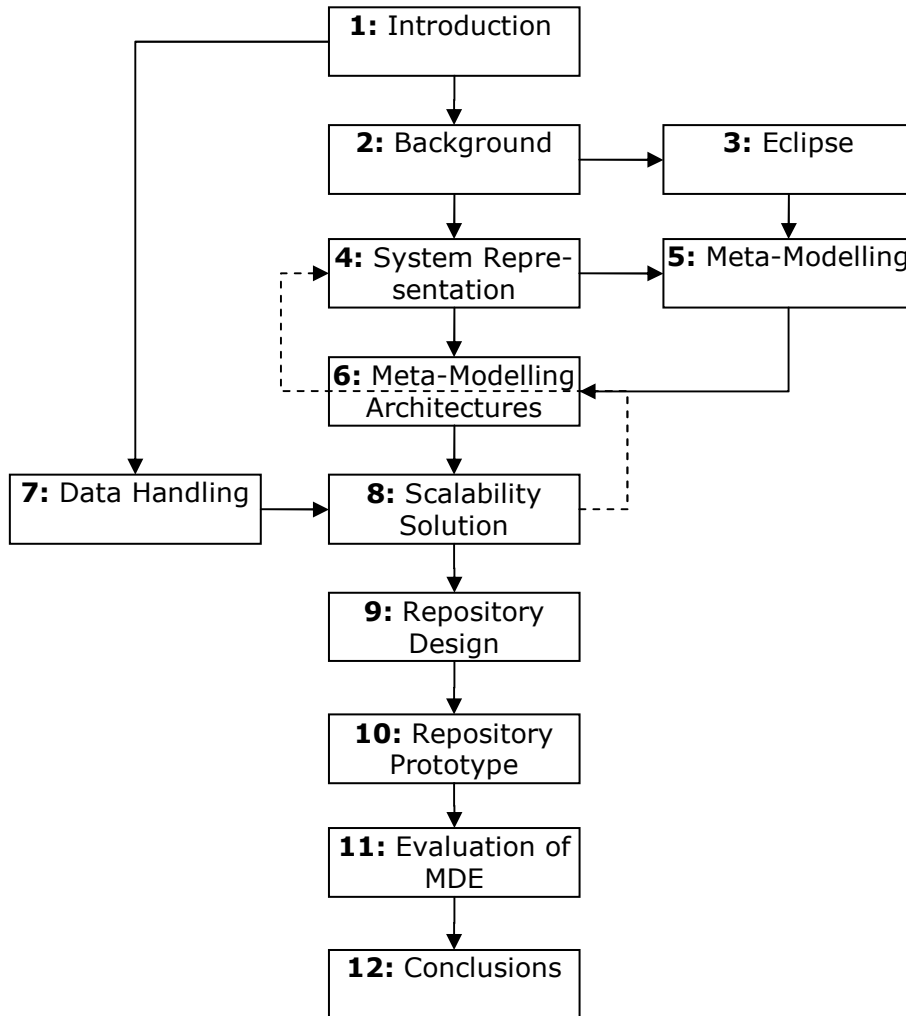 1: Introduction
2: Background
3: Eclipse
4: System Repre-
sentation
5: Meta-Modelling
6: Meta-Modelling
Architectures
7: Data Handling
8: Scalability
Solution
9: Repository
Design
10: Repository
Prototype
11: Evaluation of
MDE
12: Conclusions